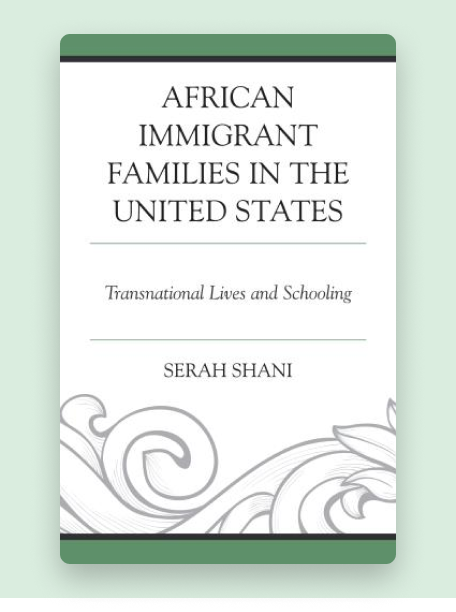 AFRICAN
IMMIGRANT
FAMILIES IN THE
UNITED STATES
Transnational Lives and Schooling
SERAH SHANI